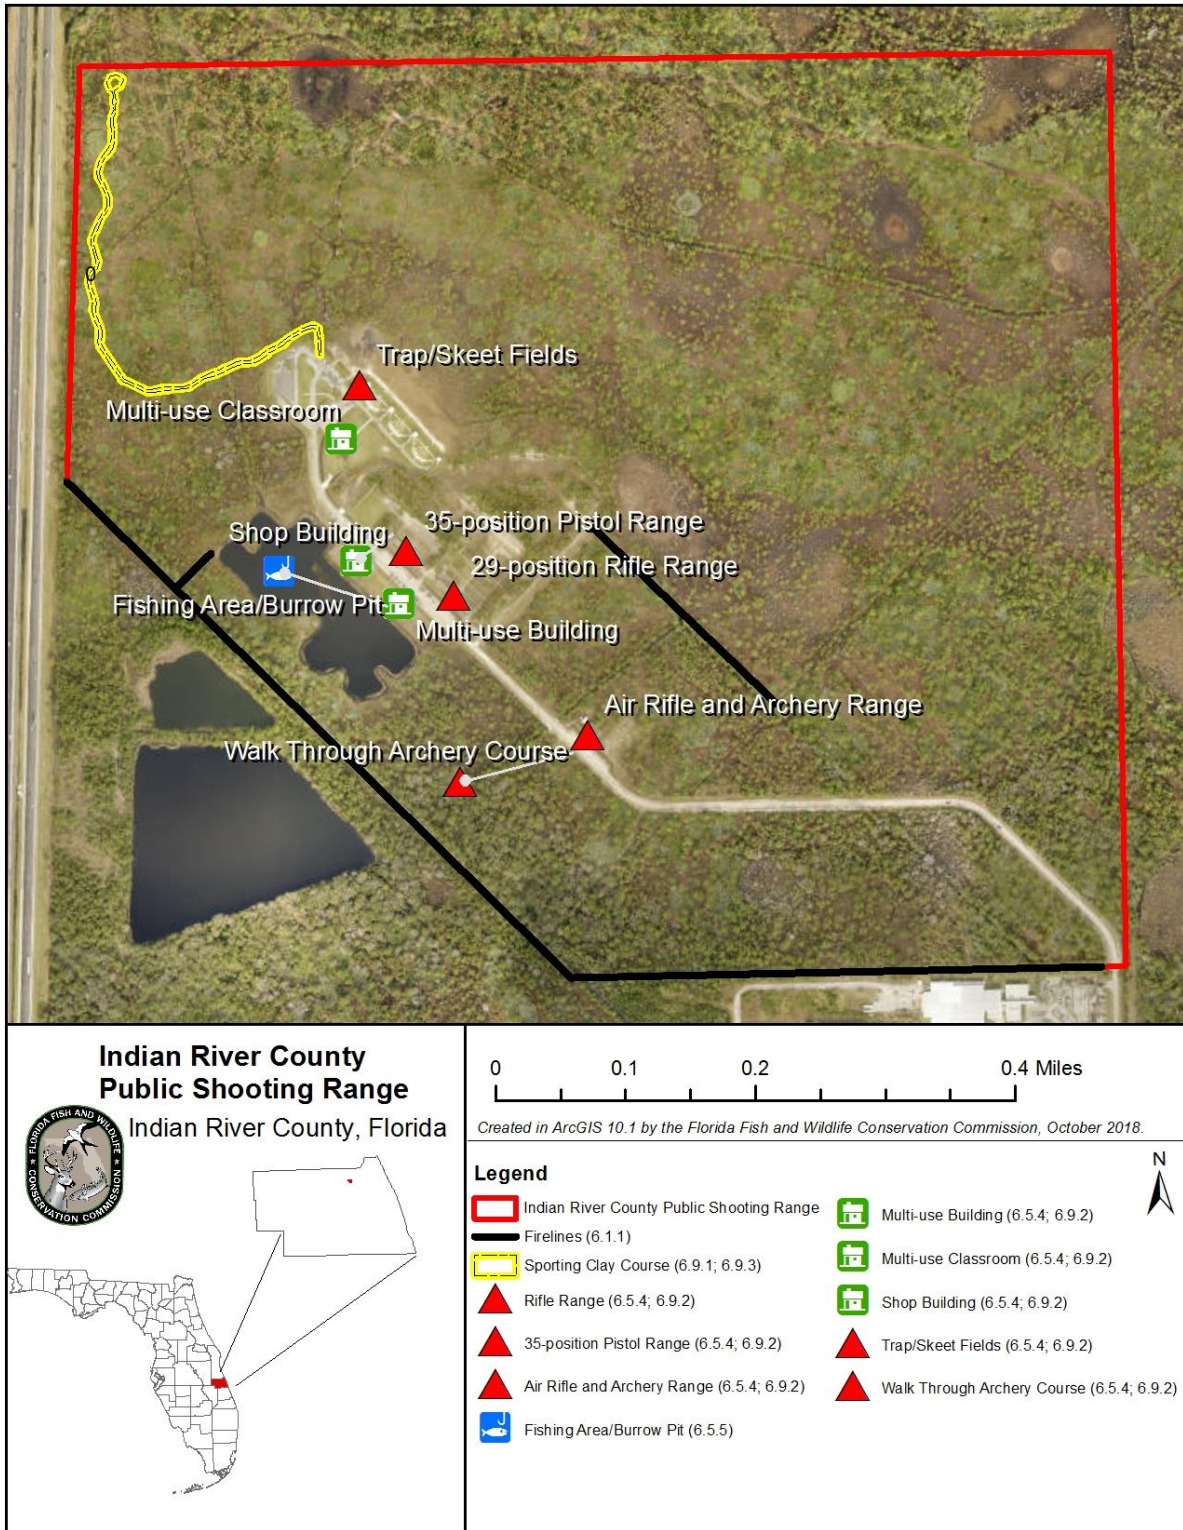 Trap/Skeet Fields
Multi-use Classroom
0
35-position Pistol Range
Shop Building
29-position Rifle Range
Fishing Area/Burrow Pit
Multi-use Building
Air Rifle and Archery Range
Walk Through Archery Course
Indian River County
Public Shooting Range
Indian River County, Florida
FLORIDA FISH AND WILDLIFE
CONSERVATION COMMISSION
0 0.1 0.2 0.4 Miles
Created in ArcGIS 10.1 by the Florida Fish and Wildlife Conservation Commission, October 2018.
N
Legend
Indian River County Public Shooting Range
Firelines (6.1.1)
Sporting Clay Course (6.9.1; 6.9.3)
Rifle Range (6.5.4; 6.9.2)
35-position Pistol Range (6.5.4; 6.9.2)
Air Rifle and Archery Range (6.5.4; 6.9.2)
Fishing Area/Burrow Pit (6.5.5)
Multi-use Building (6.5.4; 6.9.2)
Multi-use Classroom (6.5.4; 6.9.2)
Shop Building (6.5.4; 6.9.2)
Trap/Skeet Fields (6.5.4; 6.9.2)
Walk Through Archery Course (6.5.4; 6.9.2)